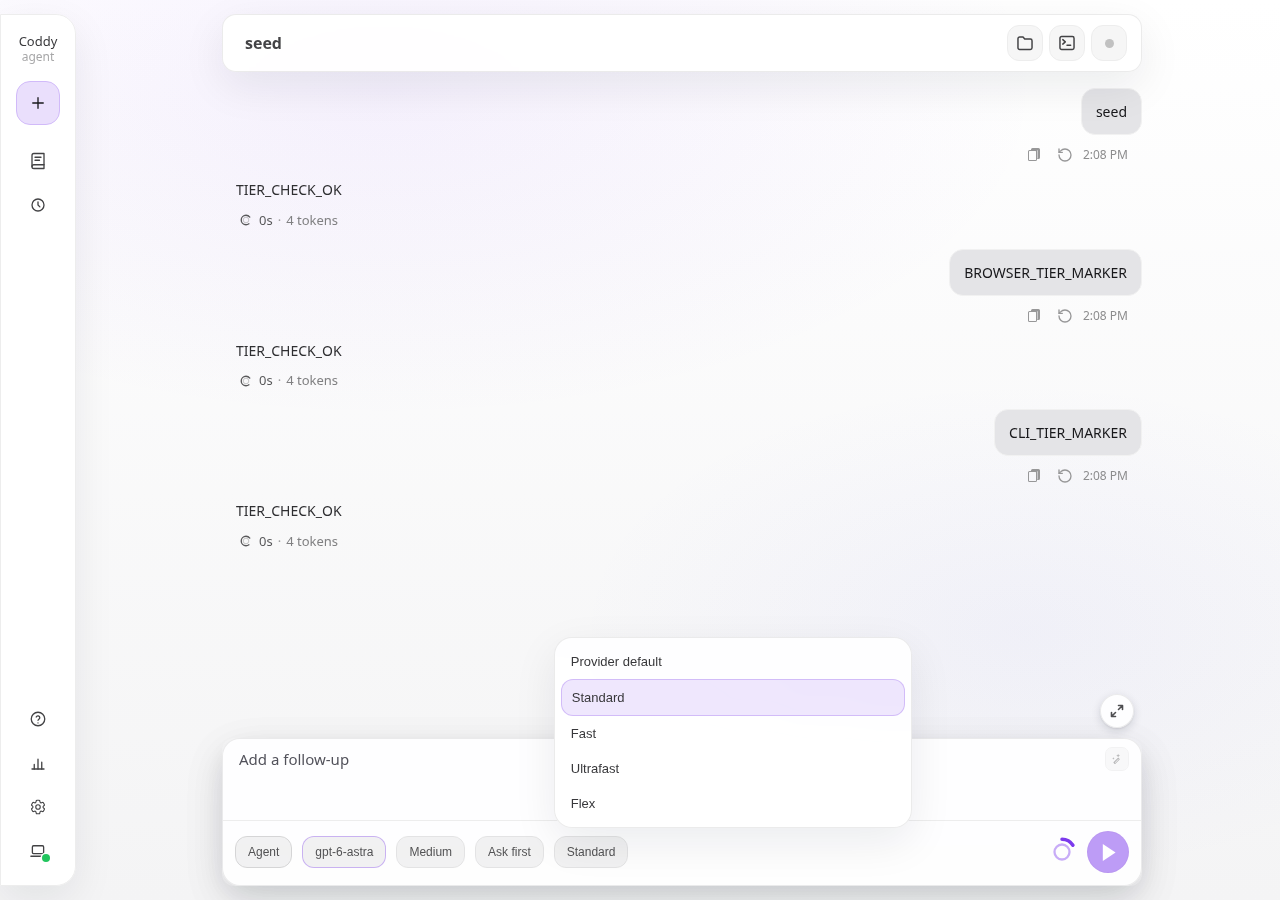 Coddy
agent
seed
seed
2:08 PM
TIER_CHECK_OK
0s · 4 tokens
BROWSER_TIER_MARKER
2:08 PM
TIER_CHECK_OK
0s · 4 tokens
CLI_TIER_MARKER
2:08 PM
TIER_CHECK_OK
0s · 4 tokens
Provider default
Standard
Fast
Ultrafast
Flex
Add a follow-up
Agent
gpt-6-astra
Medium
Ask first
Standard